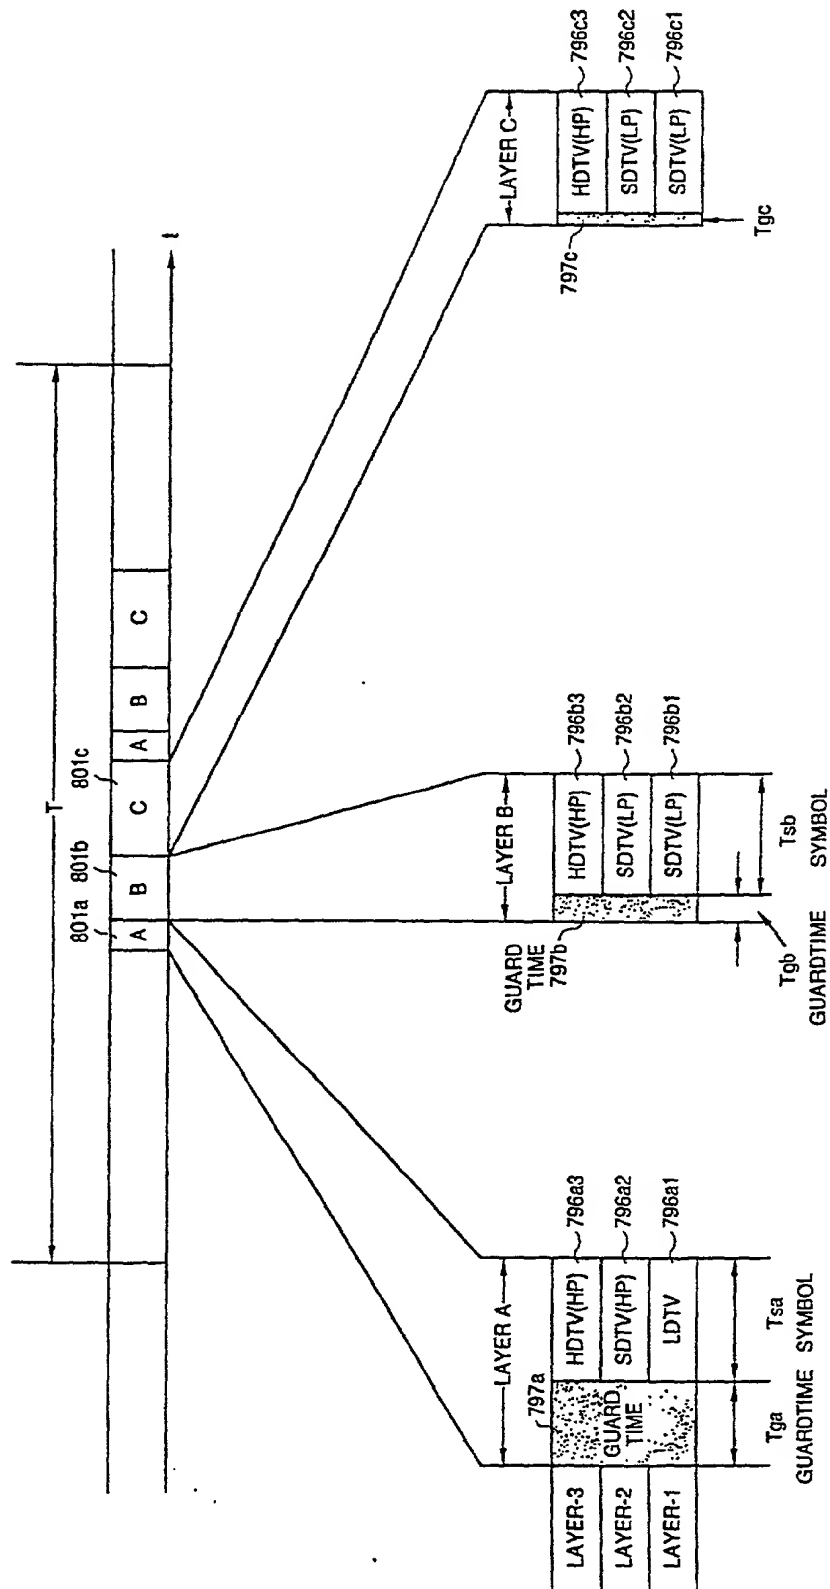 T
801a
801b
801c
A
B
C
A
B
C
t
LAYER A
797a
LAYER-3
LAYER-2
LAYER-1
GUARD
TIME
HDTV(HP)
SDTV(HP)
LDTV
796a3
796a2
796a1
Tga
GUARDTIME
Tsa
SYMBOL
LAYER B
GUARD
TIME
797b
HDTV(HP)
SDTV(LP)
SDTV(LP)
796b3
796b2
796b1
Tgb
GUARDTIME
Tsb
SYMBOL
LAYER C
797c
HDTV(HP)
SDTV(LP)
SDTV(LP)
796c3
796c2
796c1
Tgc